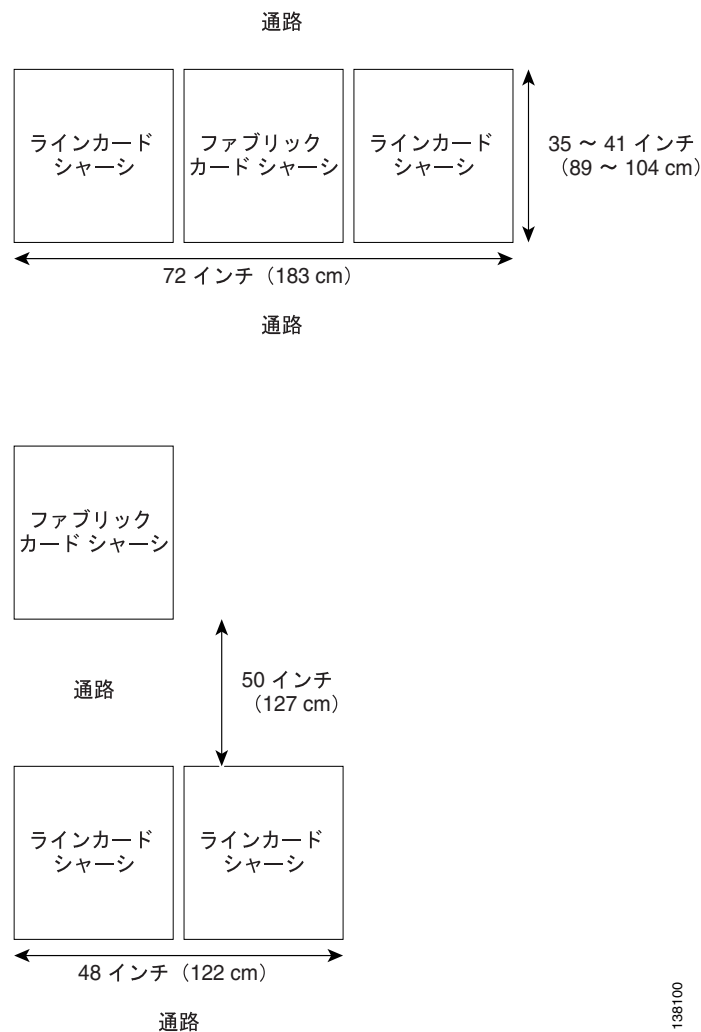 通路
ラインカード
シャーシ
ファブリック
カード シャーシ
ラインカード
シャーシ
35 ～ 41 インチ
（89 ～ 104 cm）
72 インチ（183 cm）
通路
ファブリック
カード シャーシ
通路
50 インチ
（127 cm）
ラインカード
シャーシ
ラインカード
シャーシ
48 インチ（122 cm）
通路
138100